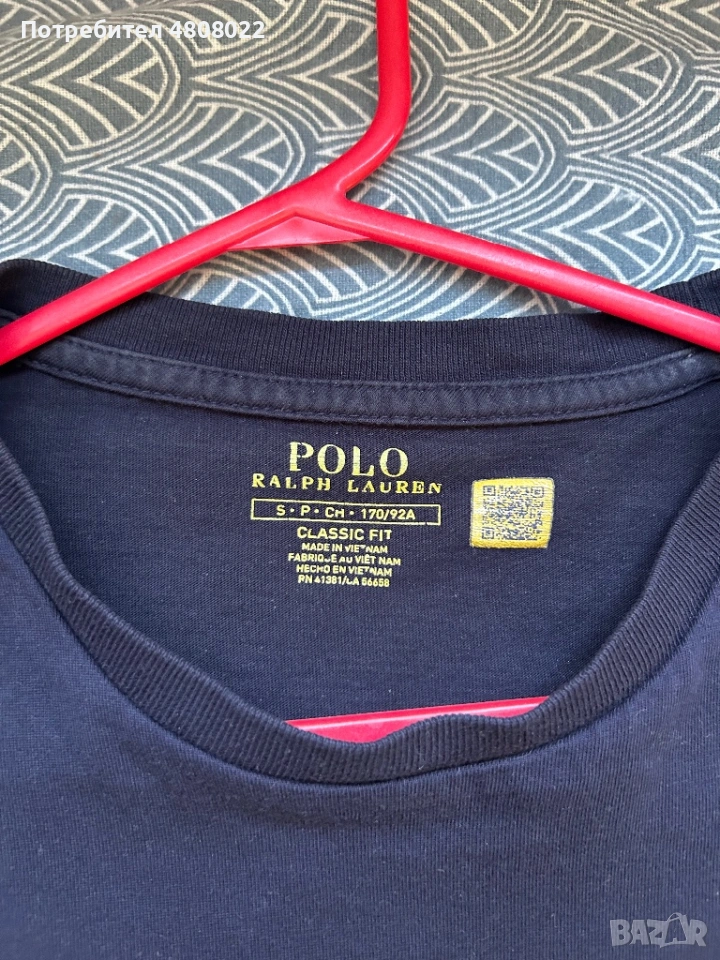 Потребител 4808022
POLO
RALPH LAUREN
S • P • CH • 170/92A
CLASSIC FIT
MADE IN VIETNAM
FABRIQUE AU VIÊT NAM
HECHO EN VIETNAM
RN 41381/CA 56658
BAZAR